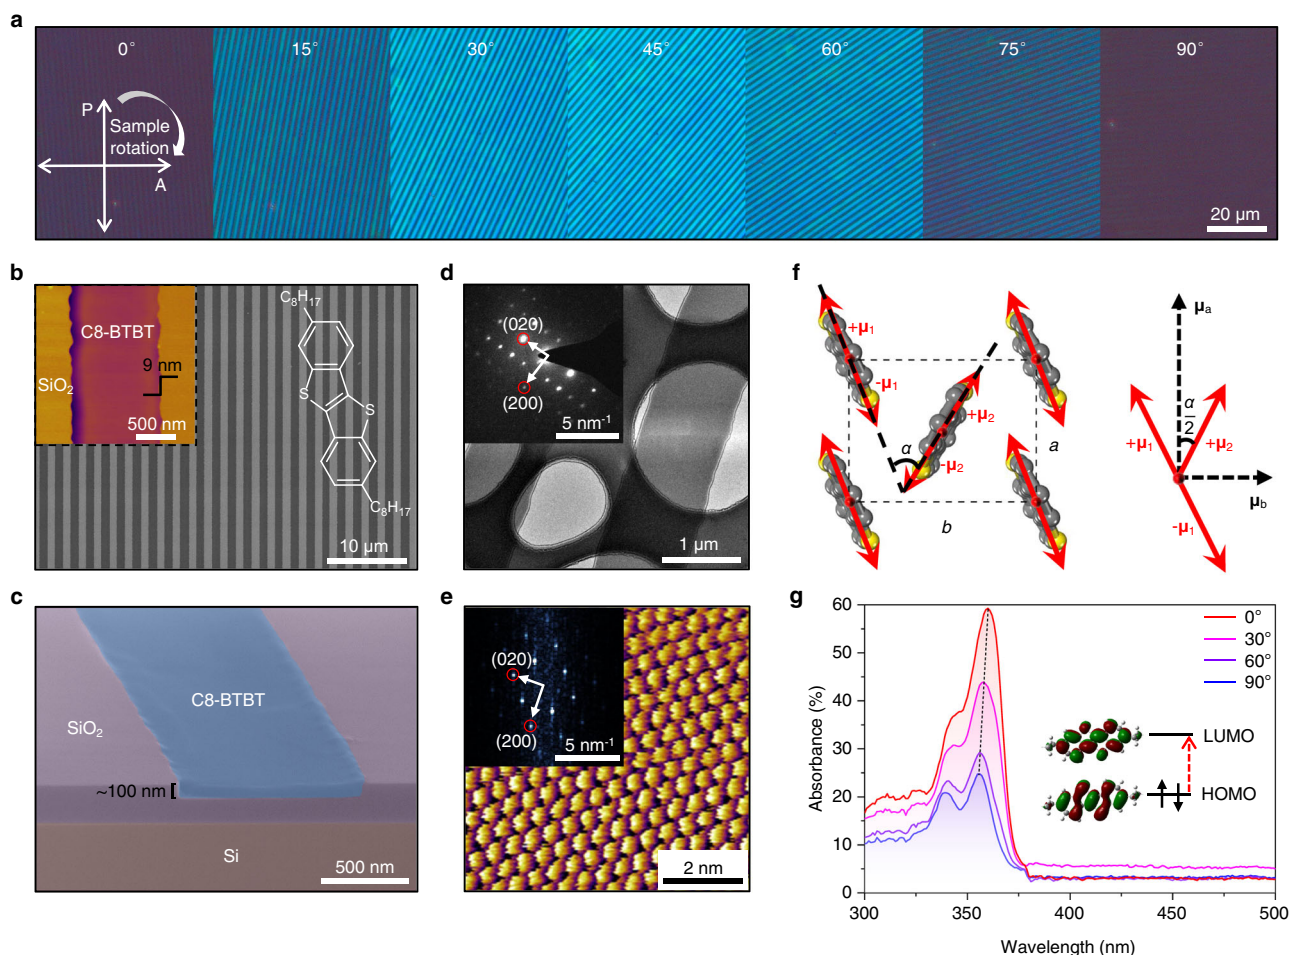 a
0° 15° 30° 45° 60° 75° 90°
P
Sample
rotation
A
20 µm
b
C8-BTBT
9 nm
SiO2
500 nm
C8H17
S
S
C8H17
10 µm
c
C8-BTBT
SiO2
~100 nm
Si
500 nm
d
(020)
(200)
5 nm-1
1 µm
e
(020)
(200)
5 nm-1
2 nm
f
+µ1
-µ1
+µ2
-µ2
α
a
b
µa
α
2
+µ1
+µ2
µb
-µ1
g
60
50
40
30
20
10
0
Absorbance (%)
0°
30°
60°
90°
LUMO
HOMO
300 350 400 450 500
Wavelength (nm)